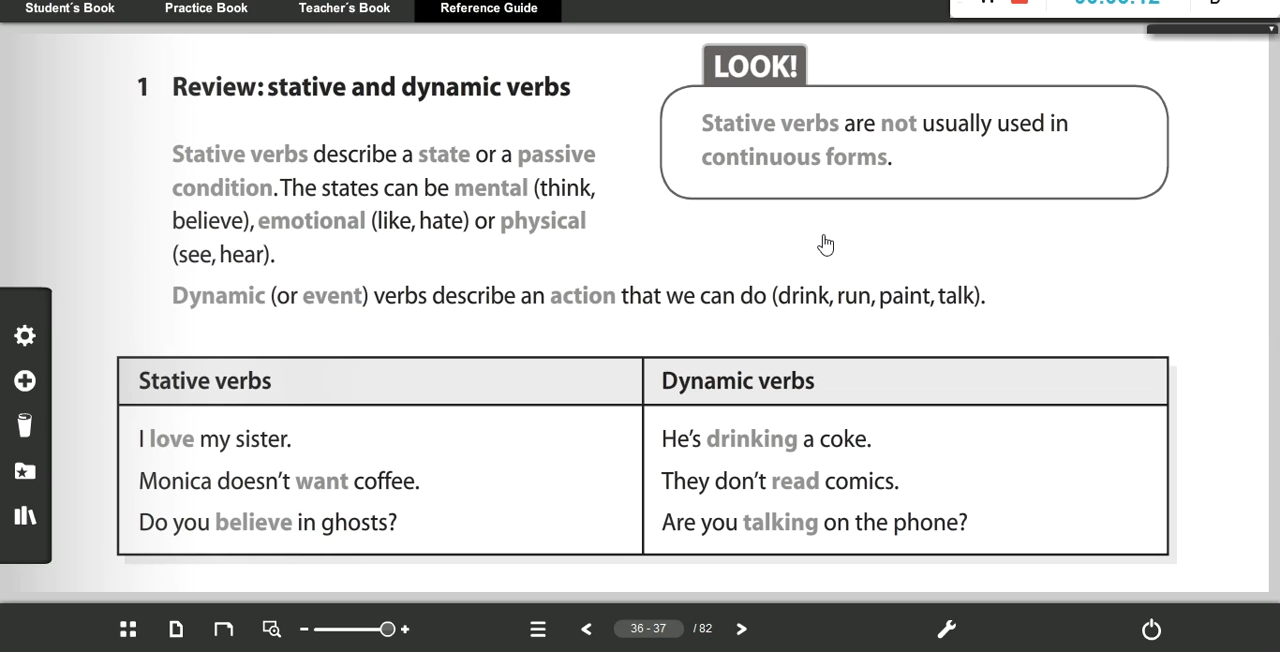 Student´s Book Practice Book Teacher´s Book Reference Guide
1 Review: stative and dynamic verbs
LOOK!
Stative verbs are not usually used in
continuous forms.
Stative verbs describe a state or a passive
condition. The states can be mental (think,
believe), emotional (like, hate) or physical
(see, hear).
Dynamic (or event) verbs describe an action that we can do (drink, run, paint, talk).
Stative verbs Dynamic verbs
I love my sister. He's drinking a coke.
Monica doesn't want coffee. They don't read comics.
Do you believe in ghosts? Are you talking on the phone?
36 - 37 / 82